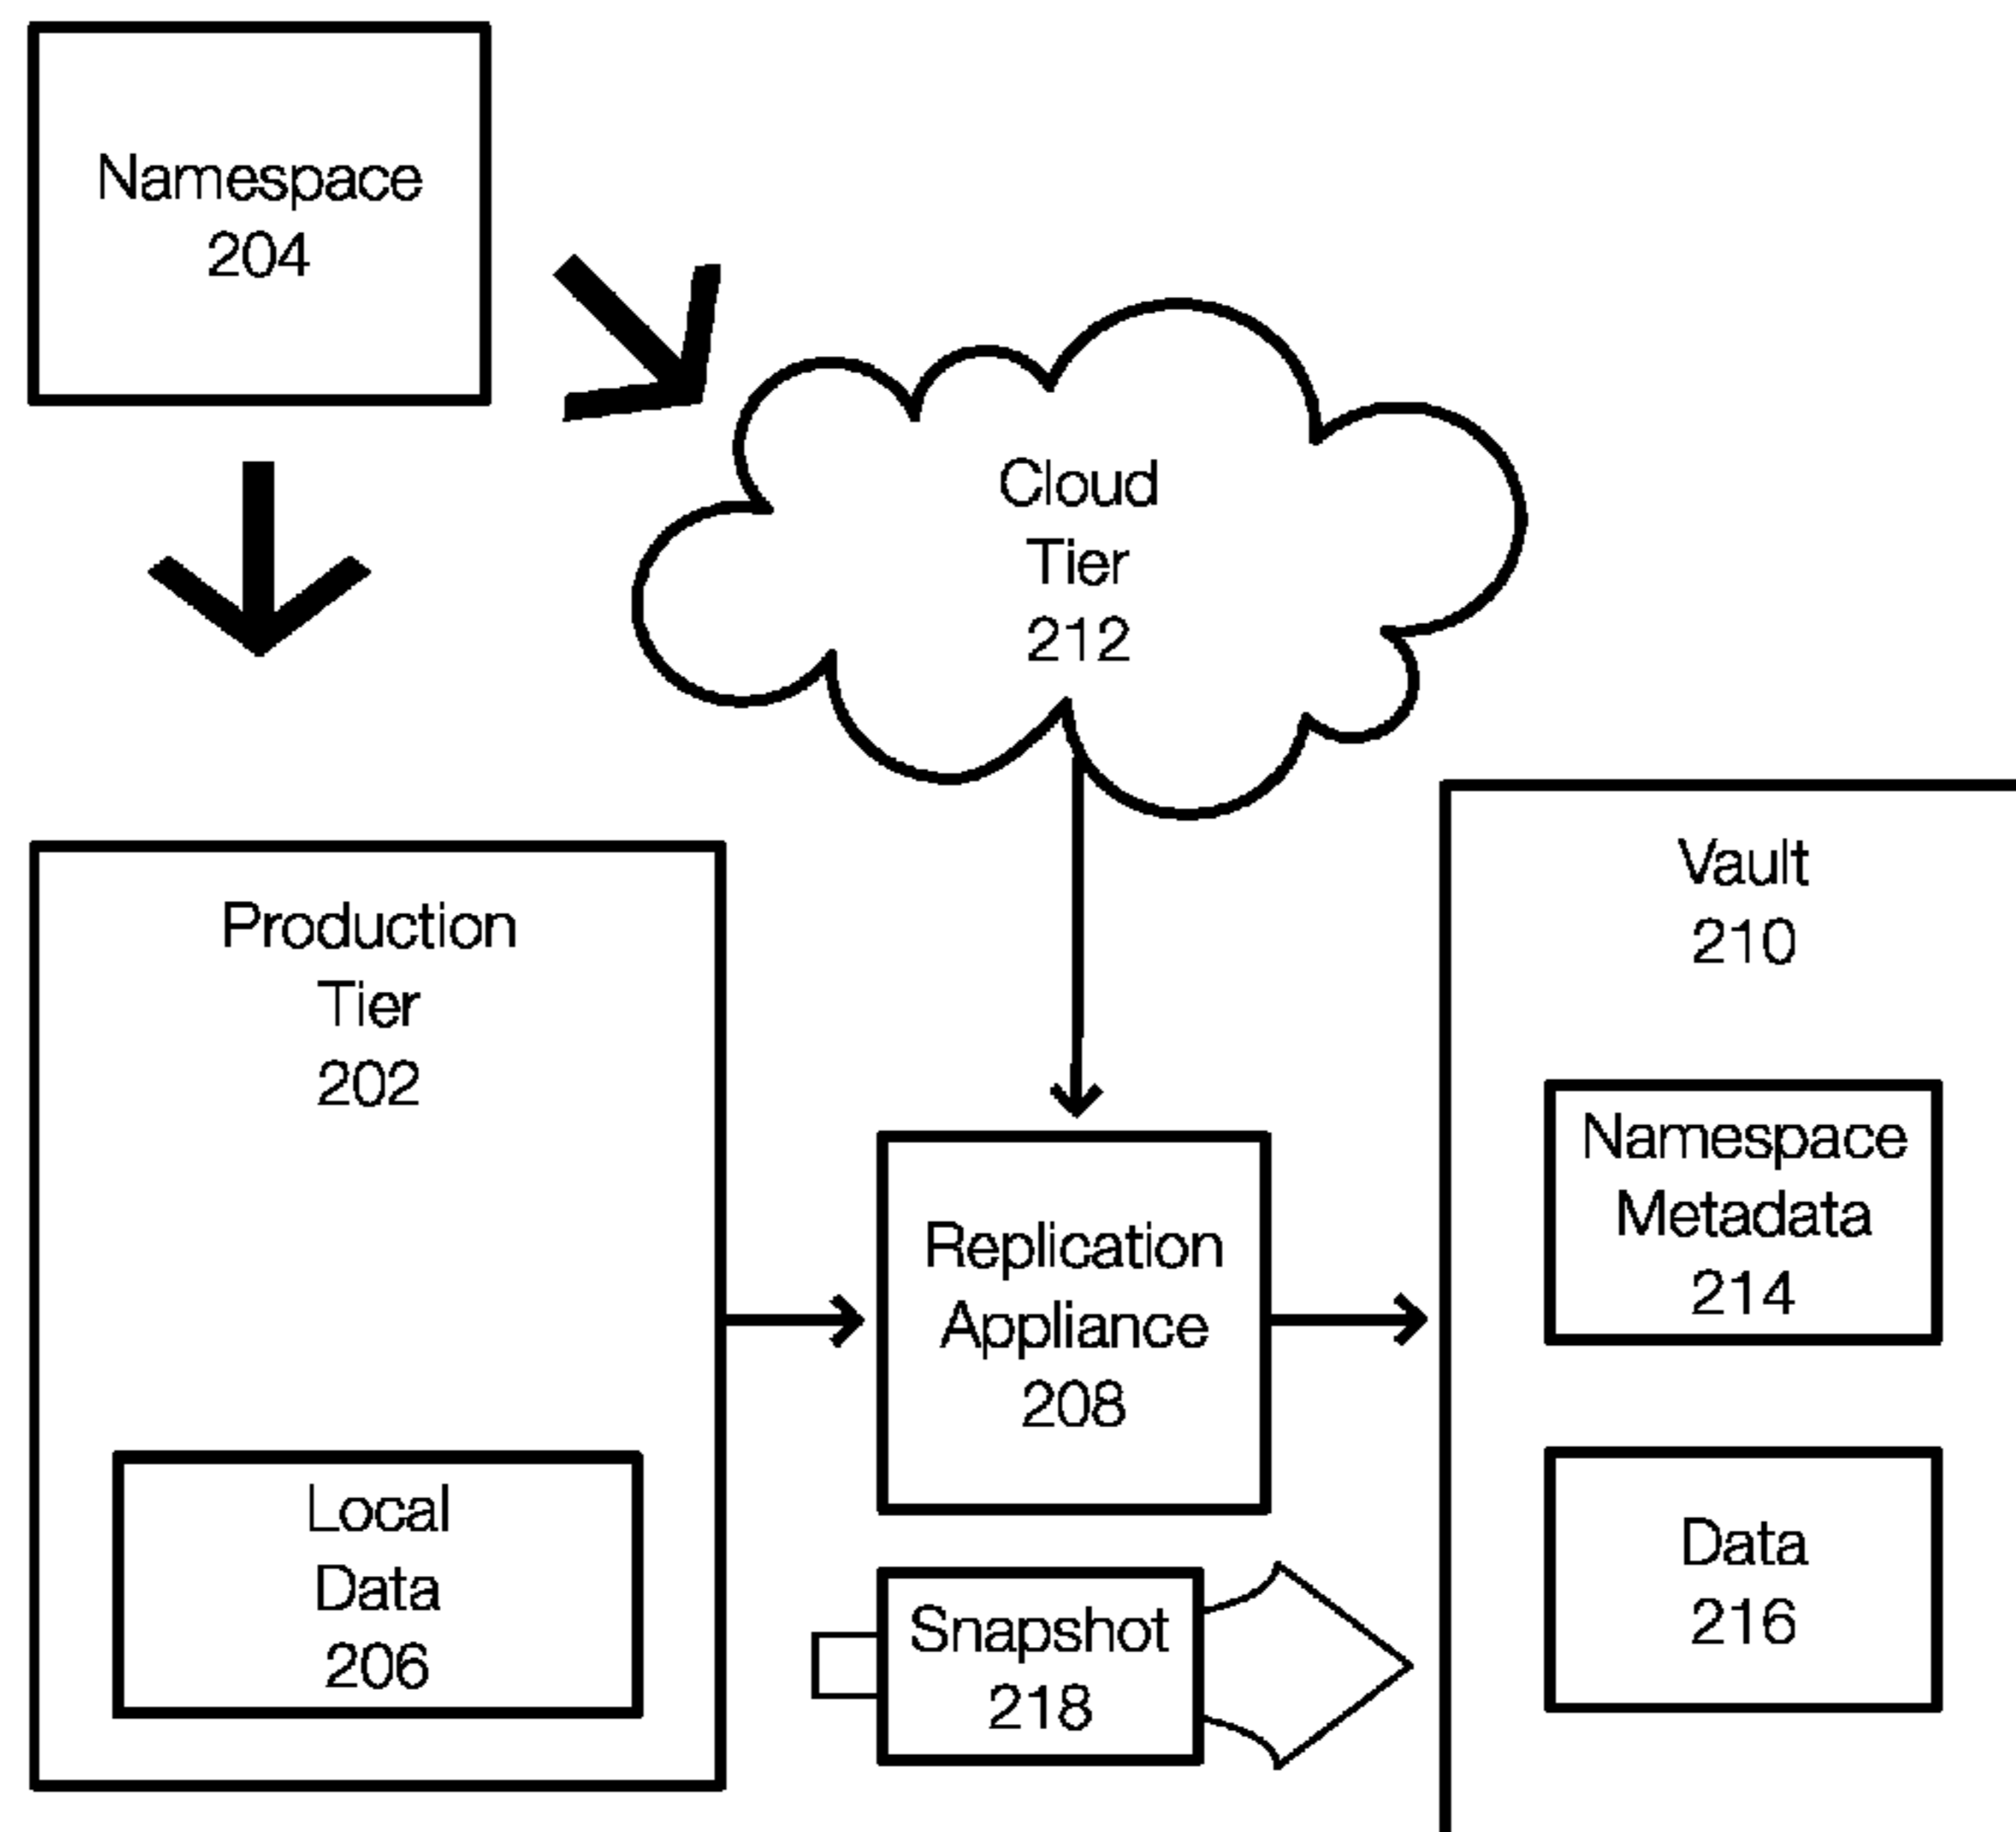 Namespace
204
Cloud
Tier
212
Production
Tier
202
Local
Data
206
Replication
Appliance
208
Snapshot
218
Vault
210
Namespace
Metadata
214
Data
216